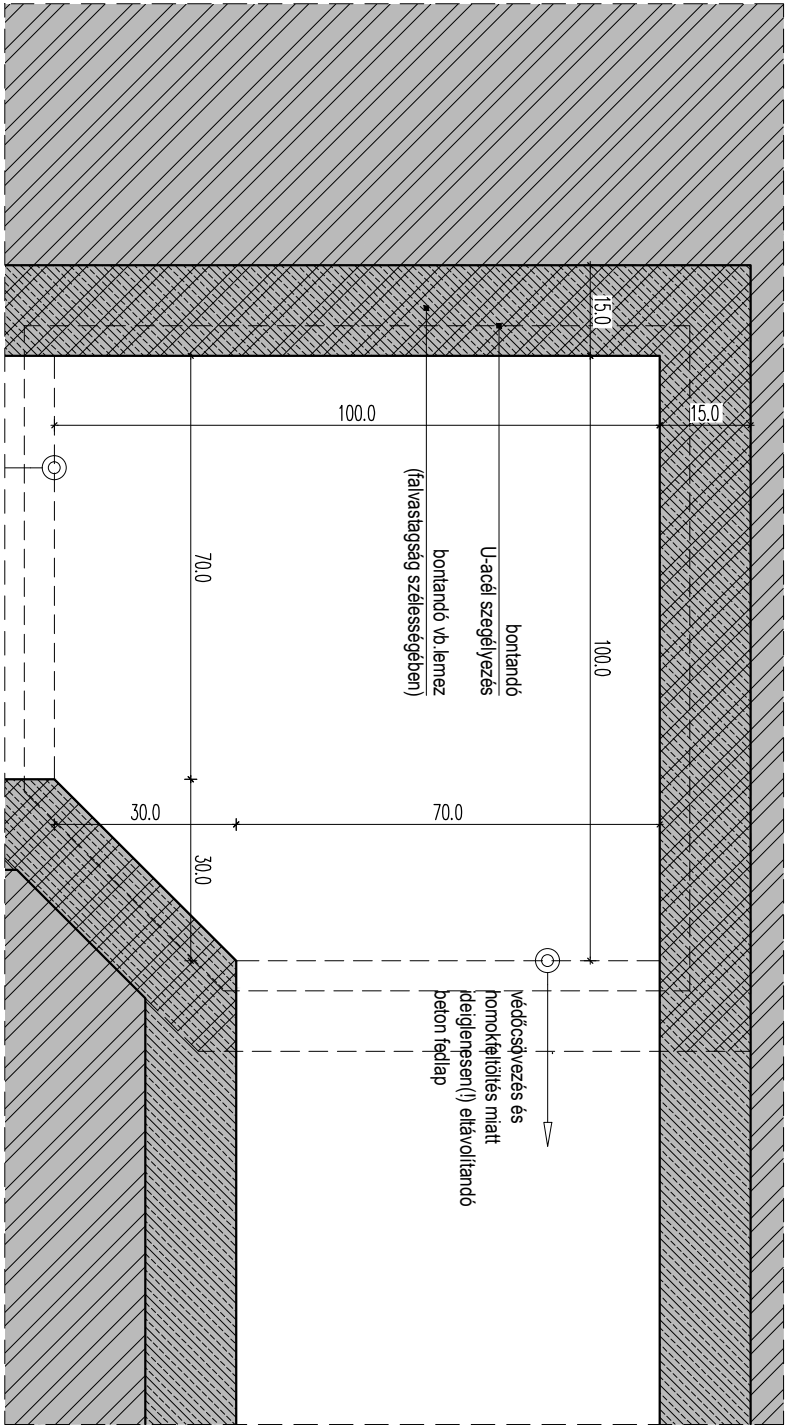 15.0
100.0
15.0
bontandó
U-acél szegélyezés
bontandó vb.lemez
(falvastagság szélességében)
100.0
70.0
30.0
70.0
30.0
védőcsövezés és
homokfeltöltés miatt
ideiglenesen(!) eltávolítandó
beton fedlap